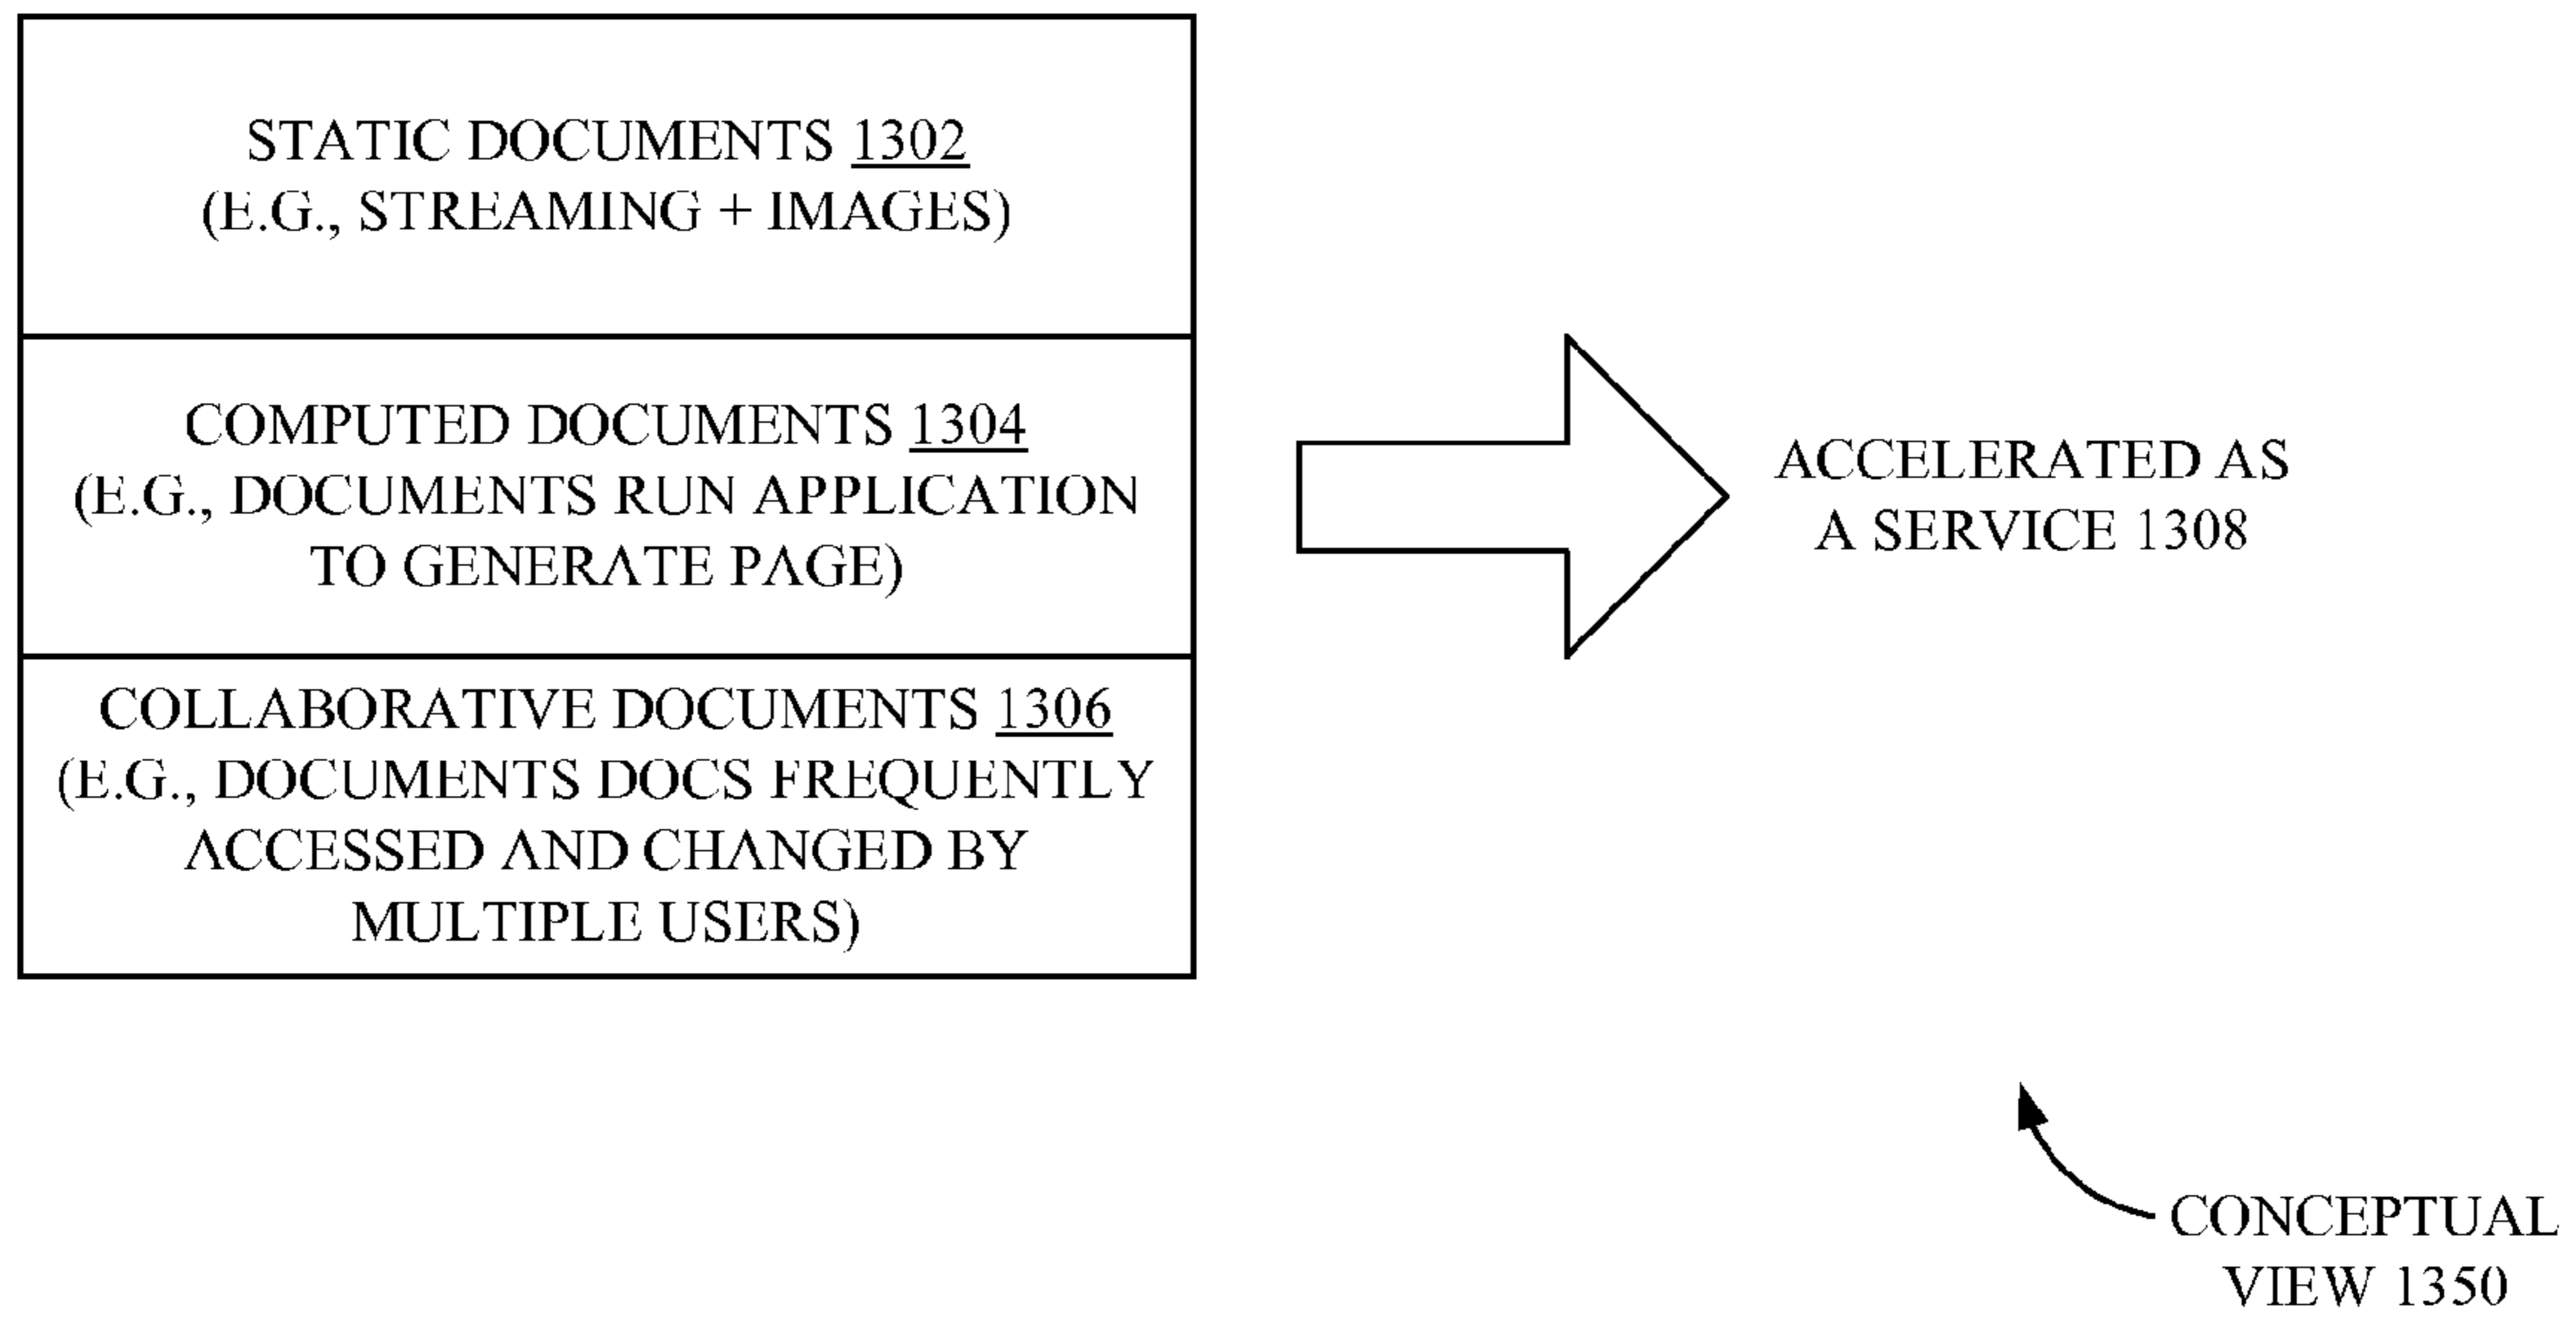 STATIC DOCUMENTS 1302
(E.G., STREAMING + IMAGES)
COMPUTED DOCUMENTS 1304
(E.G., DOCUMENTS RUN APPLICATION
TO GENERATE PAGE)
COLLABORATIVE DOCUMENTS 1306
(E.G., DOCUMENTS DOCS FREQUENTLY
ACCESSED AND CHANGED BY
MULTIPLE USERS)
ACCELERATED AS
A SERVICE 1308
CONCEPTUAL
VIEW 1350